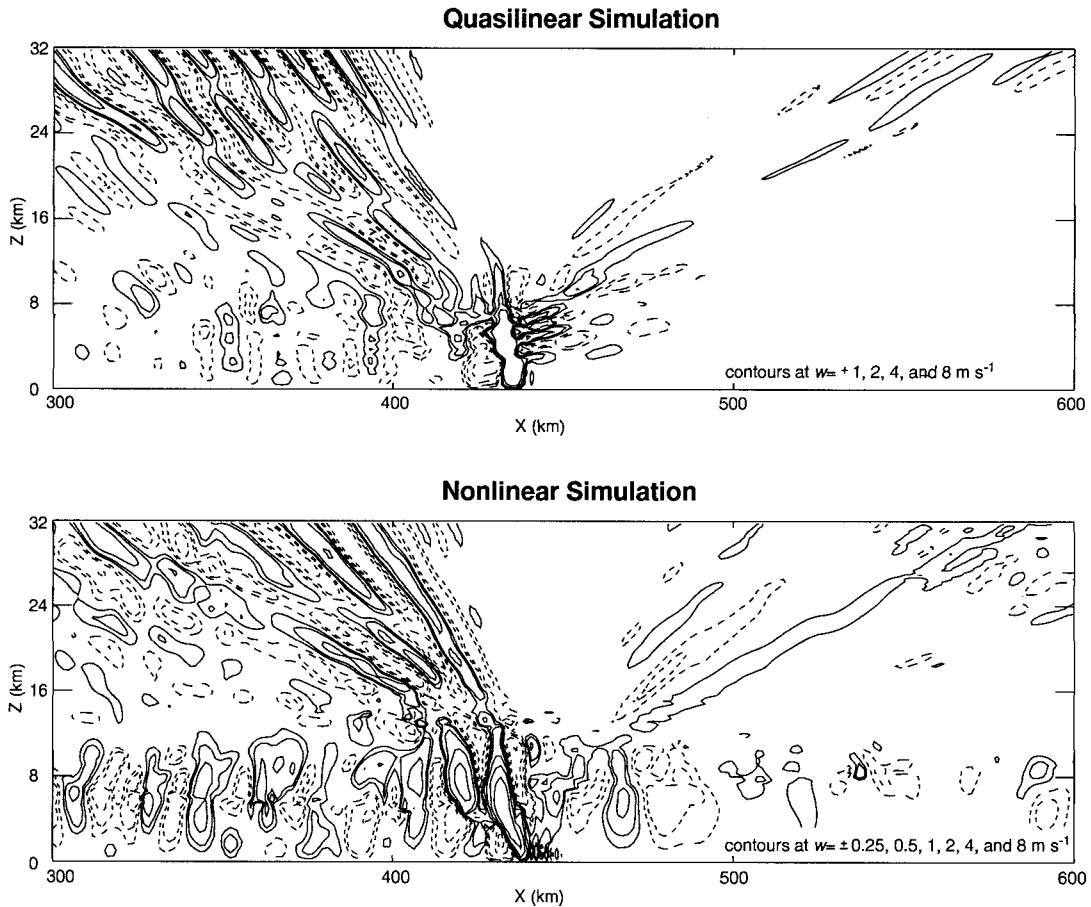 Quasilinear Simulation
32
24
16
8
0
Z (km)
contours at w= + 1, 2, 4, and 8 m s⁻¹
300
400
500
600
X (km)
Nonlinear Simulation
32
24
16
8
0
Z (km)
contours at w= ± 0.25, 0.5, 1, 2, 4, and 8 m s⁻¹
300
400
500
600
X (km)